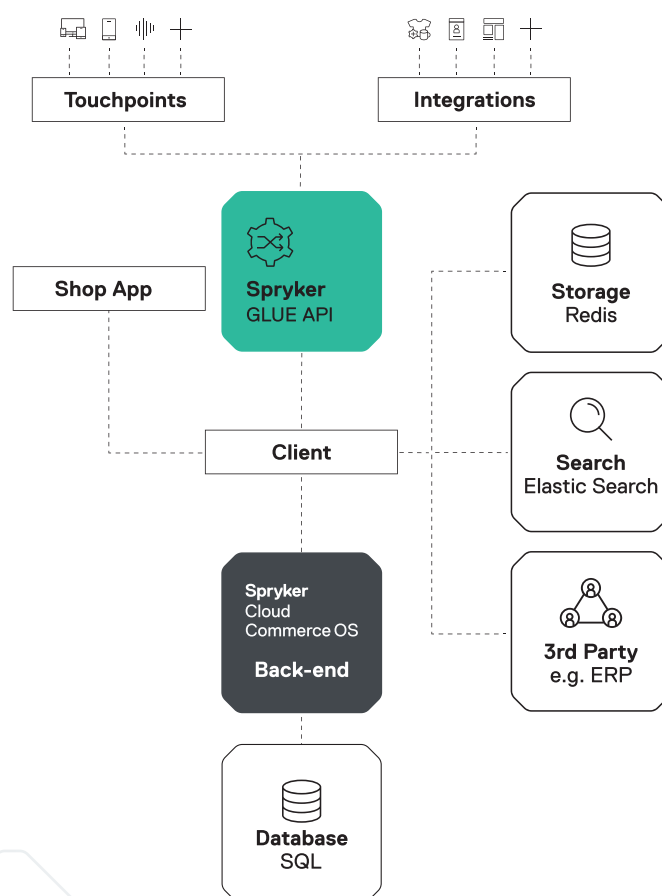 Touchpoints
Integrations
Spryker
GLUE API
Shop App
Storage
Redis
Client
Search
Elastic Search
Spryker
Cloud
Commerce OS
Back-end
3rd Party
e.g. ERP
Database
SQL